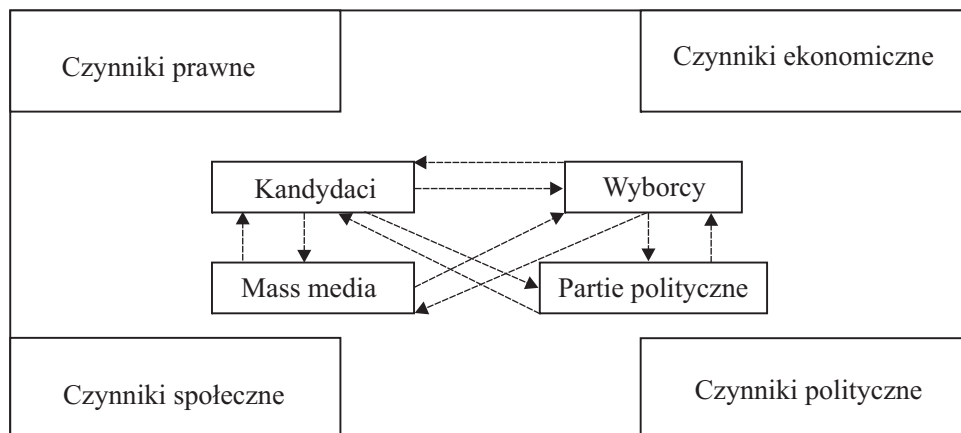 Czynniki prawne
Czynniki ekonomiczne
Kandydaci
Wyborcy
Mass media
Partie polityczne
Czynniki społeczne
Czynniki polityczne